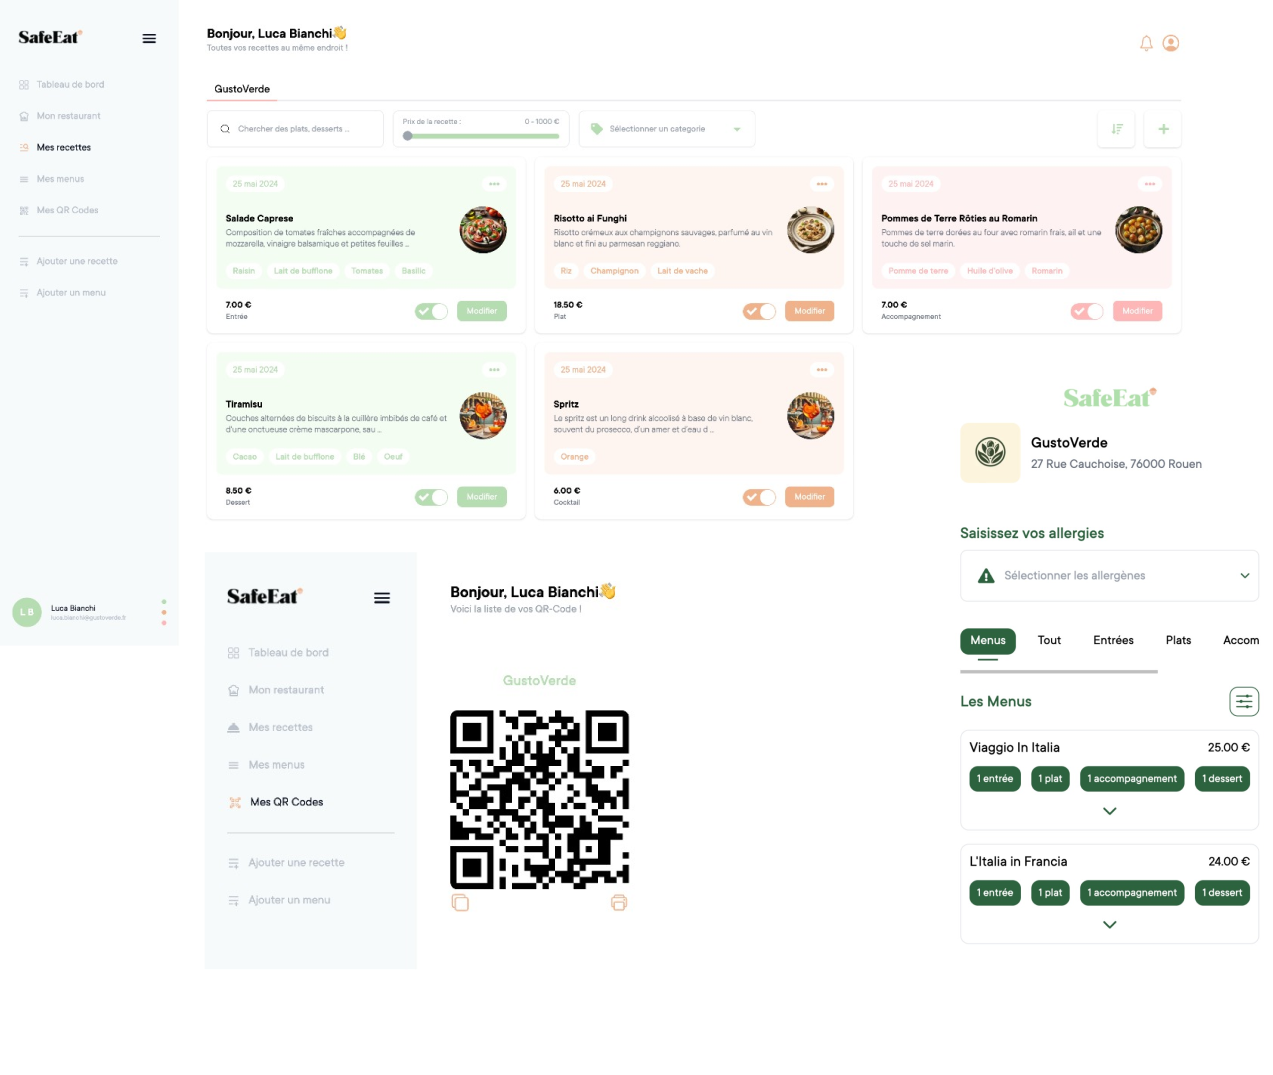 SafeEat
Tableau de bord
Mon restaurant
Mes recettes
Mes menus
Mes QR Codes
Ajouter une recette
Ajouter un menu
L B
Luca Bianchi
luca.bianchi@gustoverde.it
Bonjour, Luca Bianchi👋
Toutes vos recettes au même endroit !
GustoVerde
Chercher des plats, desserts ...
Prix de la recette :
0 - 1000 €
Sélectionner un categorie
25 mai 2024
Salade Caprese
Composition de tomates fraîches accompagnées de
mozzarella, vinaigre balsamique et petites feuilles ...
Raisin
Lait de bufflone
Tomates
Basilic
7.00 €
Entrée
Modifier
25 mai 2024
Risotto ai Funghi
Risotto crémeux aux champignons sauvages, parfumé au vin
blanc et fini au parmesan reggiano.
Riz
Champignon
Lait de vache
18.50 €
Plat
Modifier
25 mai 2024
Pommes de Terre Rôties au Romarin
Pommes de terre dorées au four avec romarin frais, ail et une
touche de sel marin.
Pomme de terre
Huile d'olive
Romarin
7.00 €
Accompagnement
Modifier
25 mai 2024
Tiramisu
Couches alternées de biscuits à la cuillère imbibés de café et
d'une onctueuse crème mascarpone, sau ...
Cacao
Lait de bufflone
Blé
Oeuf
8.50 €
Dessert
Modifier
25 mai 2024
Spritz
Le spritz est un long drink alcoolisé à base de vin blanc,
souvent du prosecco, d'un amer et d'eau d ...
Orange
6.00 €
Cocktail
Modifier
SafeEat
Tableau de bord
Mon restaurant
Mes recettes
Mes menus
Mes QR Codes
Ajouter une recette
Ajouter un menu
Bonjour, Luca Bianchi👋
Voici la liste de vos QR-Code !
GustoVerde
SafeEat
GustoVerde
27 Rue Cauchoise, 76000 Rouen
Saisissez vos allergies
Sélectionner les allergènes
Menus
Tout
Entrées
Plats
Accom
Les Menus
Viaggio In Italia
25.00 €
1 entrée
1 plat
1 accompagnement
1 dessert
L'Italia in Francia
24.00 €
1 entrée
1 plat
1 accompagnement
1 dessert